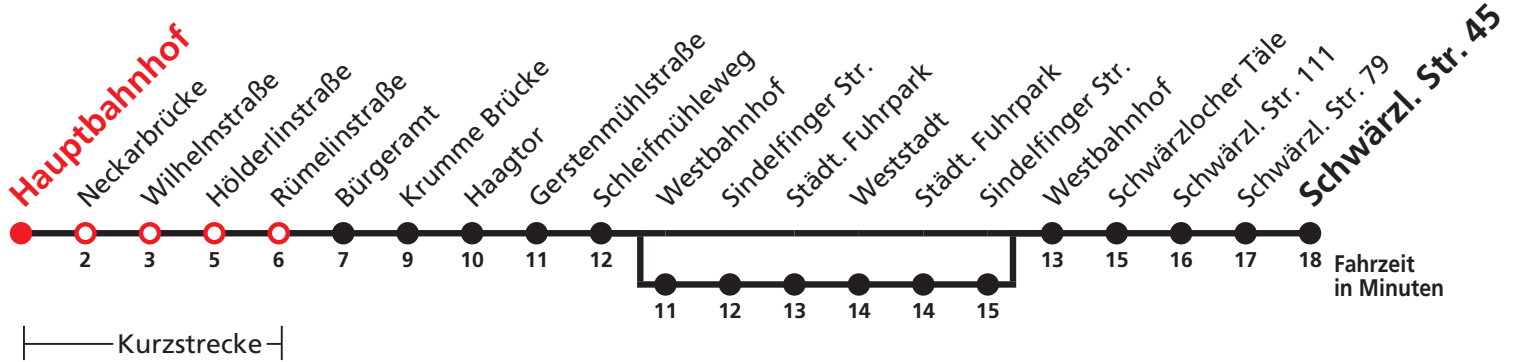 Hauptbahnhof
Neckarbrücke
Wilhelmstraße
Hölderlinstraße
Rümelinstraße
Bürgeramt
Krumme Brücke
Haagtor
Gerstenmühlstraße
Schleifmühleweg
Westbahnhof
Sindelfinger Str.
Städt. Fuhrpark
Weststadt
Städt. Fuhrpark
Sindelfinger Str.
Westbahnhof
Schwärzlocher Täle
Schwärzl. Str. 111
Schwärzl. Str. 79
Schwärzl. Str. 45
2 3 5 6 7 9 10 11 12 13 15 16 17 18
Fahrzeit
in Minuten
11 12 13 14 14 15
Kurzstrecke